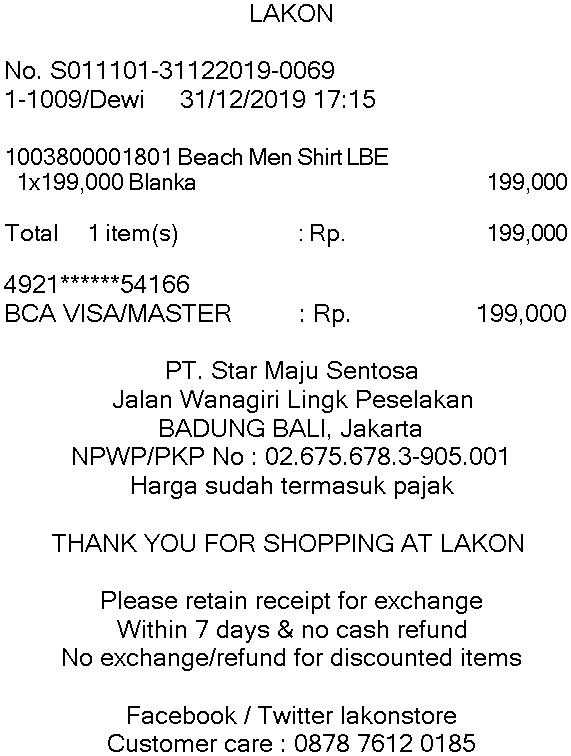 LAKON
No. S011101-31122019-0069
1-1009/Dewi 31/12/2019 17:15
1003800001801 Beach Men Shirt LBE
1x199,000 Blanka 199,000
Total 1 item(s) : Rp. 199,000
4921******54166
BCA VISA/MASTER : Rp. 199,000
PT. Star Maju Sentosa
Jalan Wanagiri Lingk Peselakan
BADUNG BALI, Jakarta
NPWP/PKP No : 02.675.678.3-905.001
Harga sudah termasuk pajak
THANK YOU FOR SHOPPING AT LAKON
Please retain receipt for exchange
Within 7 days & no cash refund
No exchange/refund for discounted items
Facebook / Twitter lakonstore
Customer care : 0878 7612 0185